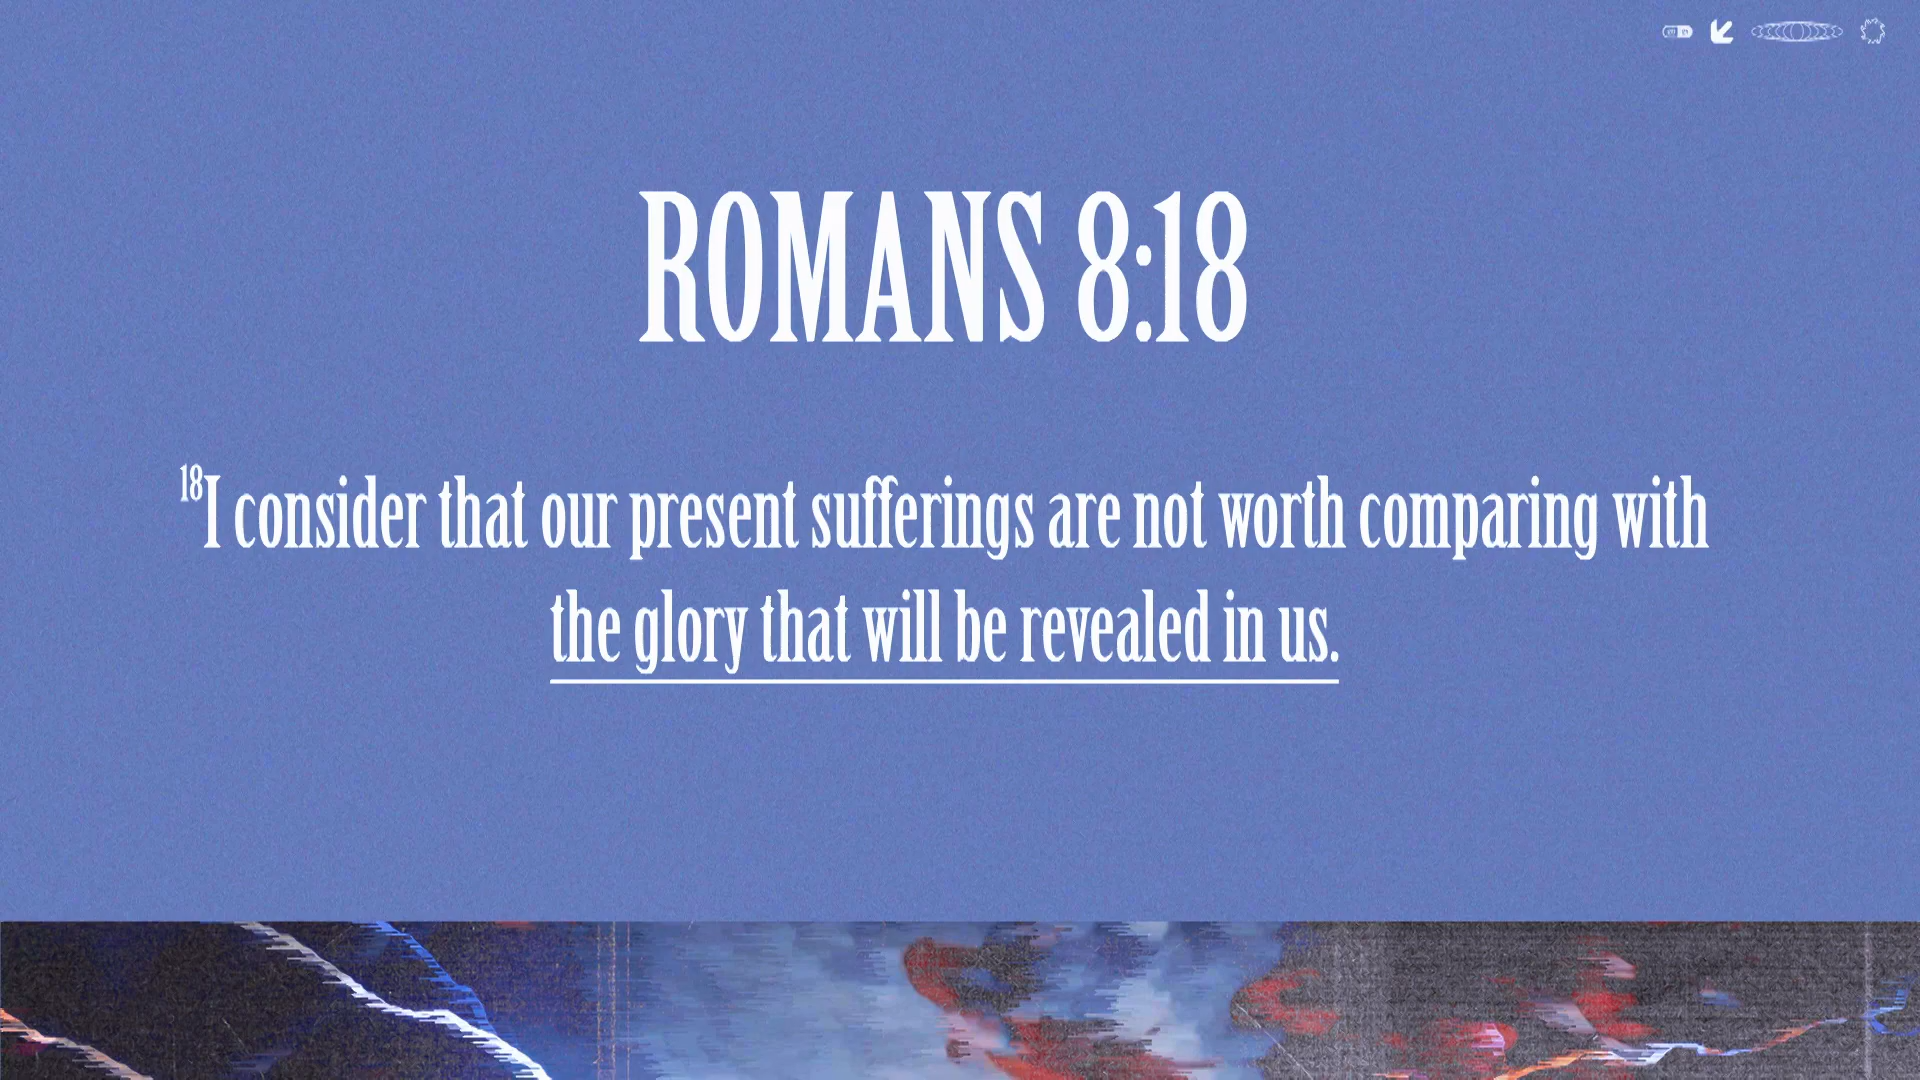 ROMANS 8:18
18I consider that our present sufferings are not worth comparing with
the glory that will be revealed in us.